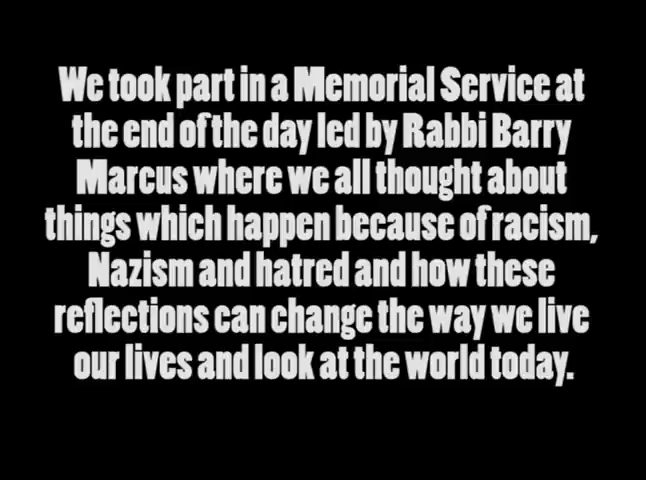 We took part in a Memorial Service at
the end of the day led by Rabbi Barry
Marcus where we all thought about
things which happen because of racism,
Nazism and hatred and how these
reflections can change the way we live
our lives and look at the world today.